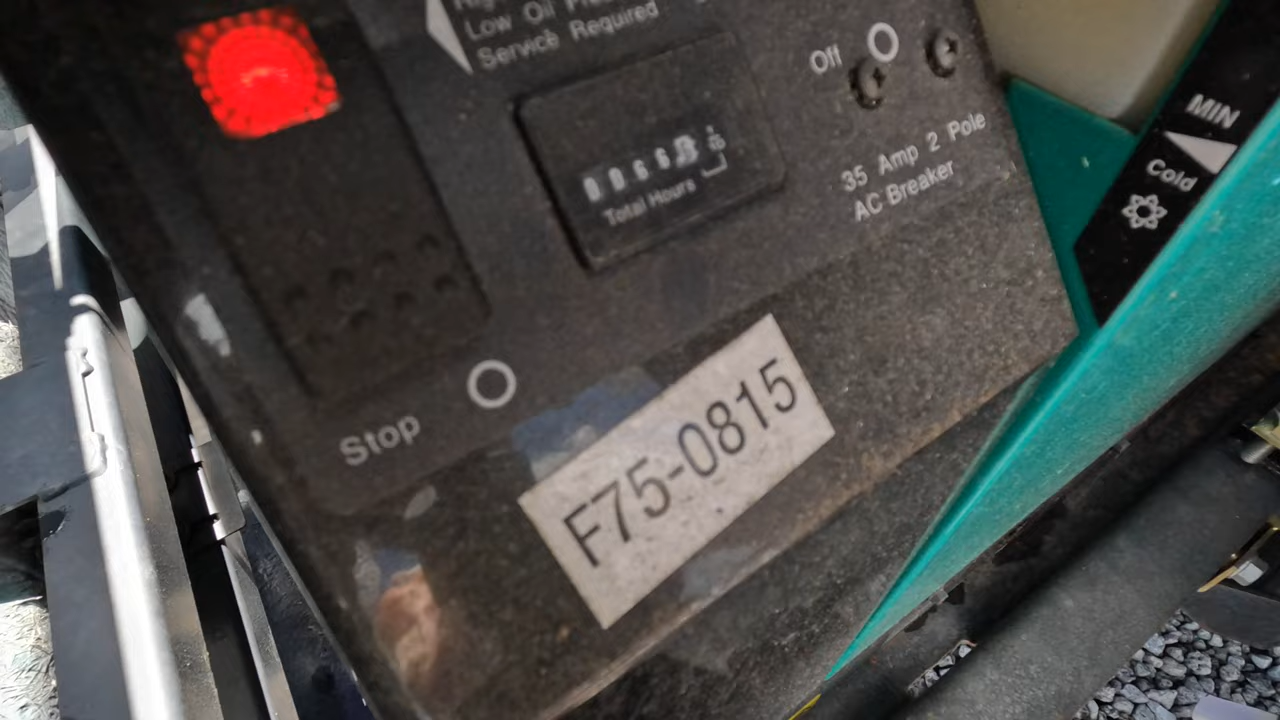 Low Oil
Service Required
Off
Total Hours
35 Amp 2 Pole
AC Breaker
MIN
Cold
Stop
F75-0815